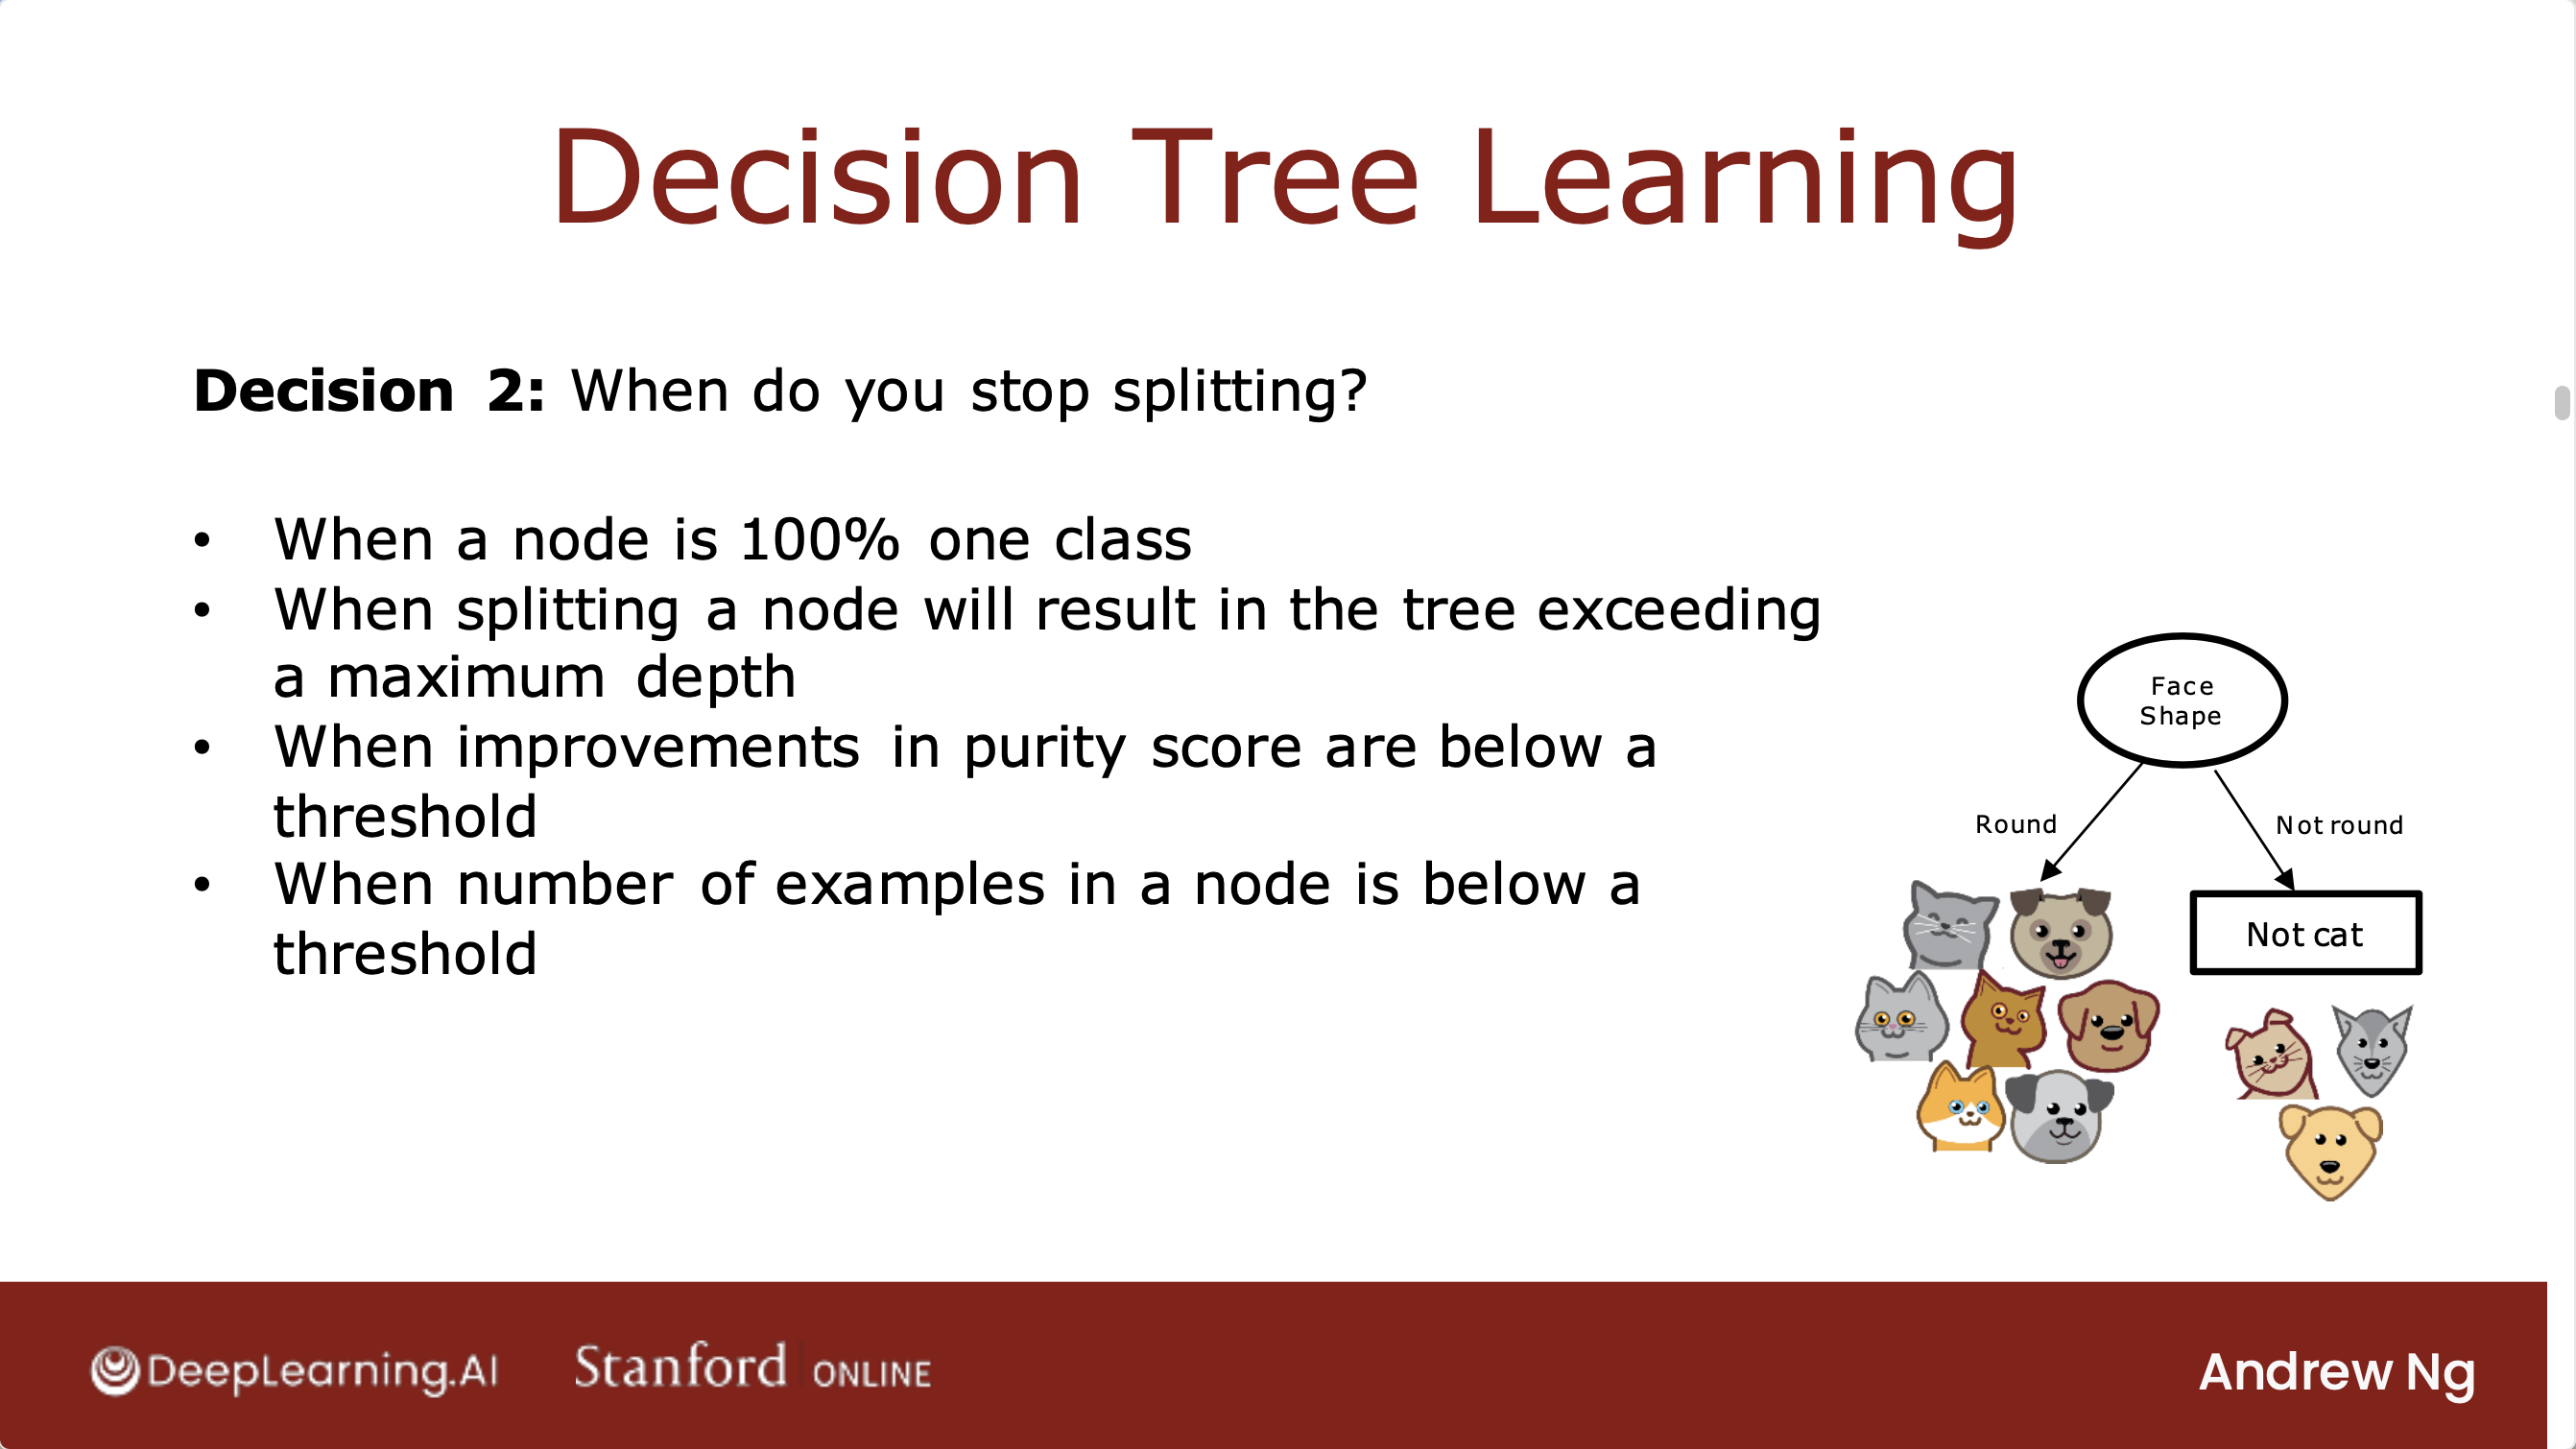 Decision Tree Learning
Decision 2: When do you stop splitting?
• When a node is 100% one class
• When splitting a node will result in the tree exceeding
a maximum depth
• When improvements in purity score are below a
threshold
• When number of examples in a node is below a
threshold
Face
Shape
Round
Not round
Not cat
DeepLearning.AI
Stanford ONLINE
Andrew Ng